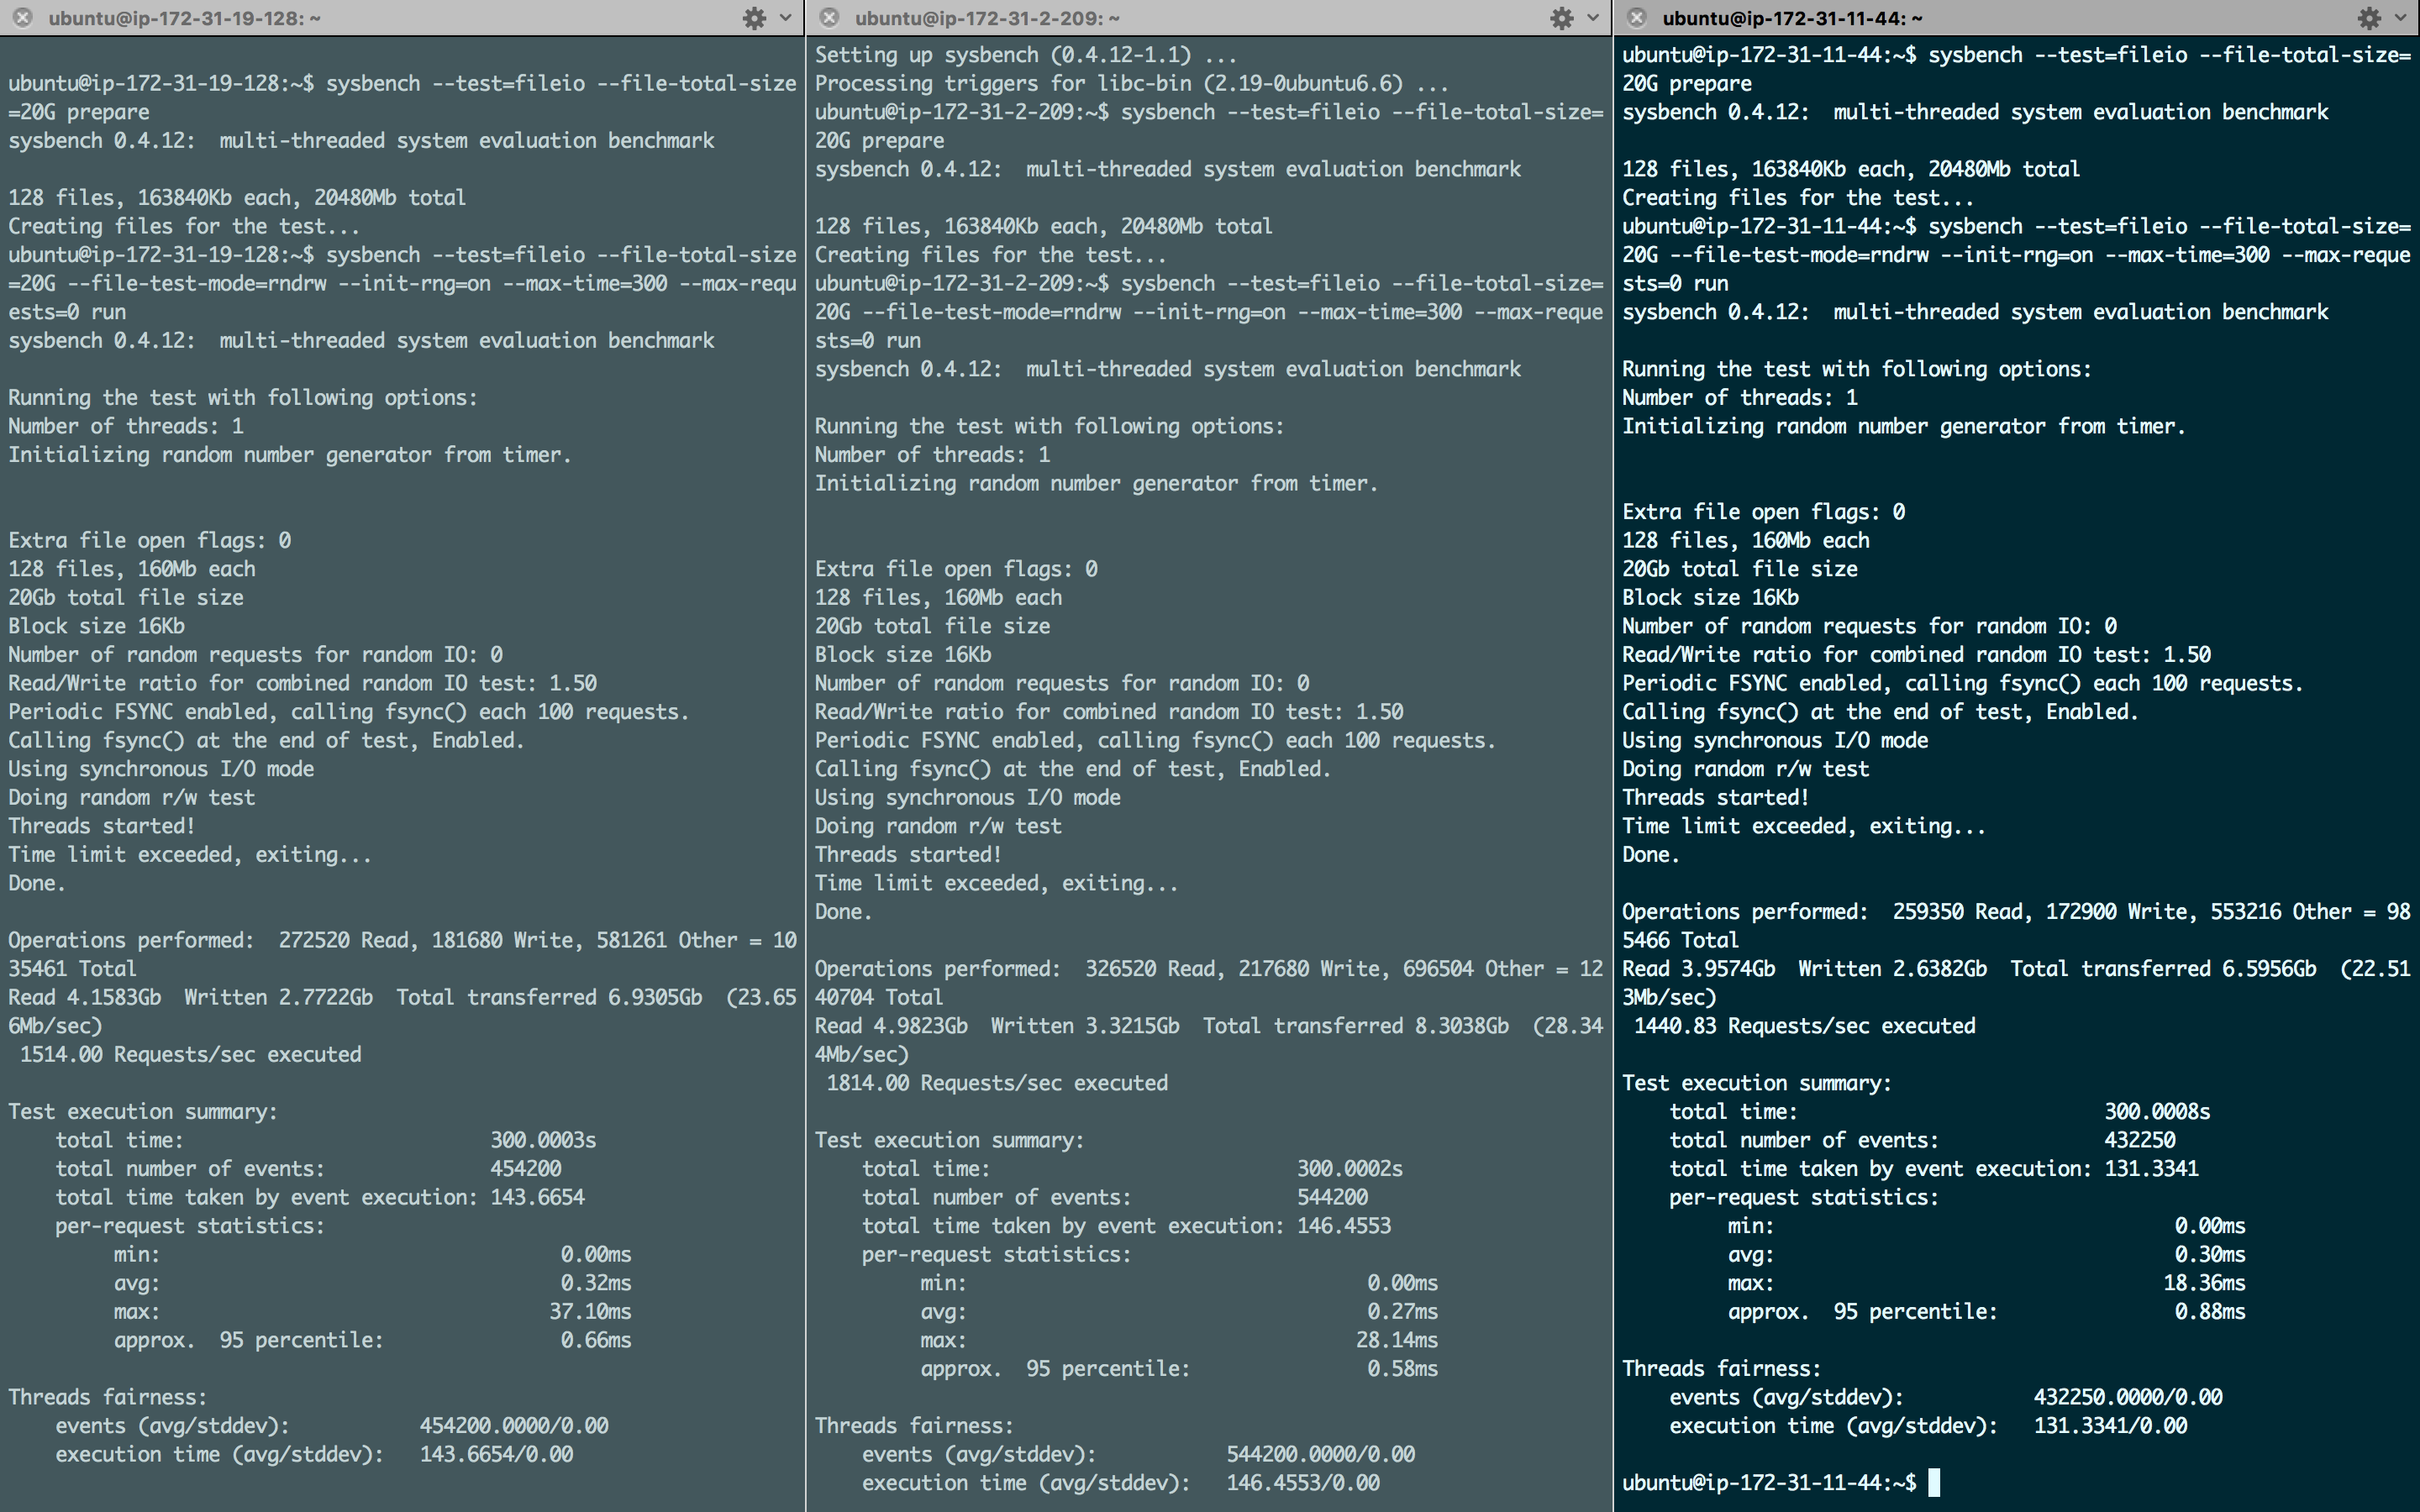 ubuntu@ip-172-31-19-128: ~
ubuntu@ip-172-31-19-128:~$ sysbench --test=fileio --file-total-size
=20G prepare
sysbench 0.4.12:  multi-threaded system evaluation benchmark
128 files, 163840Kb each, 20480Mb total
Creating files for the test...
ubuntu@ip-172-31-19-128:~$ sysbench --test=fileio --file-total-size
=20G --file-test-mode=rndrw --init-rng=on --max-time=300 --max-requ
ests=0 run
sysbench 0.4.12:  multi-threaded system evaluation benchmark
Running the test with following options:
Number of threads: 1
Initializing random number generator from timer.
Extra file open flags: 0
128 files, 160Mb each
20Gb total file size
Block size 16Kb
Number of random requests for random IO: 0
Read/Write ratio for combined random IO test: 1.50
Periodic FSYNC enabled, calling fsync() each 100 requests.
Calling fsync() at the end of test, Enabled.
Using synchronous I/O mode
Doing random r/w test
Threads started!
Time limit exceeded, exiting...
Done.
Operations performed:  272520 Read, 181680 Write, 581261 Other = 10
35461 Total
Read 4.1583Gb  Written 2.7722Gb  Total transferred 6.9305Gb  (23.65
6Mb/sec)
 1514.00 Requests/sec executed
Test execution summary:
    total time:                          300.0003s
    total number of events:              454200
    total time taken by event execution: 143.6654
    per-request statistics:
         min:                                  0.00ms
         avg:                                  0.32ms
         max:                                 37.10ms
         approx.  95 percentile:               0.66ms
Threads fairness:
    events (avg/stddev):           454200.0000/0.00
    execution time (avg/stddev):   143.6654/0.00
ubuntu@ip-172-31-2-209: ~
Setting up sysbench (0.4.12-1.1) ...
Processing triggers for libc-bin (2.19-0ubuntu6.6) ...
ubuntu@ip-172-31-2-209:~$ sysbench --test=fileio --file-total-size=
20G prepare
sysbench 0.4.12:  multi-threaded system evaluation benchmark
128 files, 163840Kb each, 20480Mb total
Creating files for the test...
ubuntu@ip-172-31-2-209:~$ sysbench --test=fileio --file-total-size=
20G --file-test-mode=rndrw --init-rng=on --max-time=300 --max-reque
sts=0 run
sysbench 0.4.12:  multi-threaded system evaluation benchmark
Running the test with following options:
Number of threads: 1
Initializing random number generator from timer.
Extra file open flags: 0
128 files, 160Mb each
20Gb total file size
Block size 16Kb
Number of random requests for random IO: 0
Read/Write ratio for combined random IO test: 1.50
Periodic FSYNC enabled, calling fsync() each 100 requests.
Calling fsync() at the end of test, Enabled.
Using synchronous I/O mode
Doing random r/w test
Threads started!
Time limit exceeded, exiting...
Done.
Operations performed:  326520 Read, 217680 Write, 696504 Other = 12
40704 Total
Read 4.9823Gb  Written 3.3215Gb  Total transferred 8.3038Gb  (28.34
4Mb/sec)
 1814.00 Requests/sec executed
Test execution summary:
    total time:                          300.0002s
    total number of events:              544200
    total time taken by event execution: 146.4553
    per-request statistics:
         min:                                  0.00ms
         avg:                                  0.27ms
         max:                                 28.14ms
         approx.  95 percentile:               0.58ms
Threads fairness:
    events (avg/stddev):           544200.0000/0.00
    execution time (avg/stddev):   146.4553/0.00
ubuntu@ip-172-31-11-44: ~
ubuntu@ip-172-31-11-44:~$ sysbench --test=fileio --file-total-size=
20G prepare
sysbench 0.4.12:  multi-threaded system evaluation benchmark
128 files, 163840Kb each, 20480Mb total
Creating files for the test...
ubuntu@ip-172-31-11-44:~$ sysbench --test=fileio --file-total-size=
20G --file-test-mode=rndrw --init-rng=on --max-time=300 --max-reque
sts=0 run
sysbench 0.4.12:  multi-threaded system evaluation benchmark
Running the test with following options:
Number of threads: 1
Initializing random number generator from timer.
Extra file open flags: 0
128 files, 160Mb each
20Gb total file size
Block size 16Kb
Number of random requests for random IO: 0
Read/Write ratio for combined random IO test: 1.50
Periodic FSYNC enabled, calling fsync() each 100 requests.
Calling fsync() at the end of test, Enabled.
Using synchronous I/O mode
Doing random r/w test
Threads started!
Time limit exceeded, exiting...
Done.
Operations performed:  259350 Read, 172900 Write, 553216 Other = 98
5466 Total
Read 3.9574Gb  Written 2.6382Gb  Total transferred 6.5956Gb  (22.51
3Mb/sec)
 1440.83 Requests/sec executed
Test execution summary:
    total time:                          300.0008s
    total number of events:              432250
    total time taken by event execution: 131.3341
    per-request statistics:
         min:                                  0.00ms
         avg:                                  0.30ms
         max:                                 18.36ms
         approx.  95 percentile:               0.88ms
Threads fairness:
    events (avg/stddev):           432250.0000/0.00
    execution time (avg/stddev):   131.3341/0.00
ubuntu@ip-172-31-11-44:~$